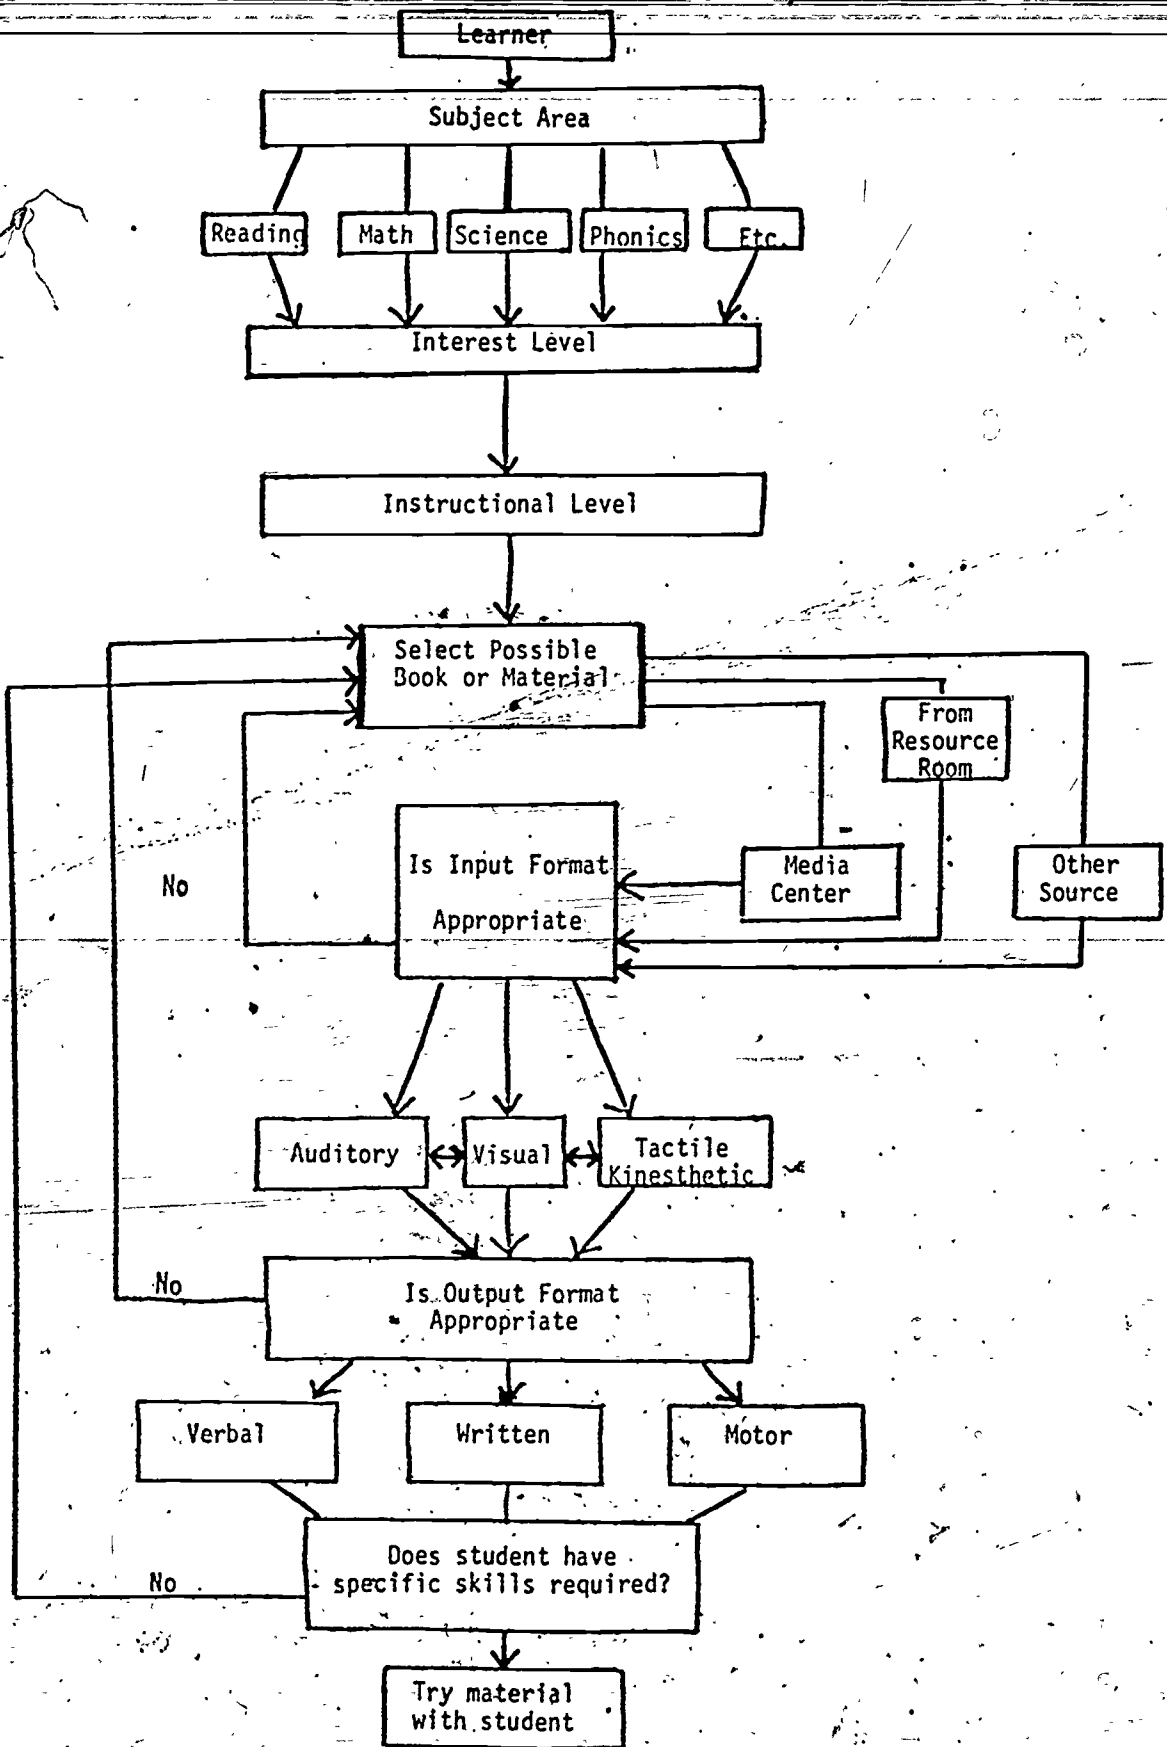 Learner
Subject Area
Reading
Math
Science
Phonics
Etc.
Interest Level
Instructional Level
Select Possible
Book or Material
From
Resource
Room
Media
Center
Other
Source
Is Input Format
Appropriate
No
Auditory
Visual
Tactile
Kinesthetic
Is Output Format
Appropriate
No
Verbal
Written
Motor
Does student have
specific skills required?
No
Try material
with student